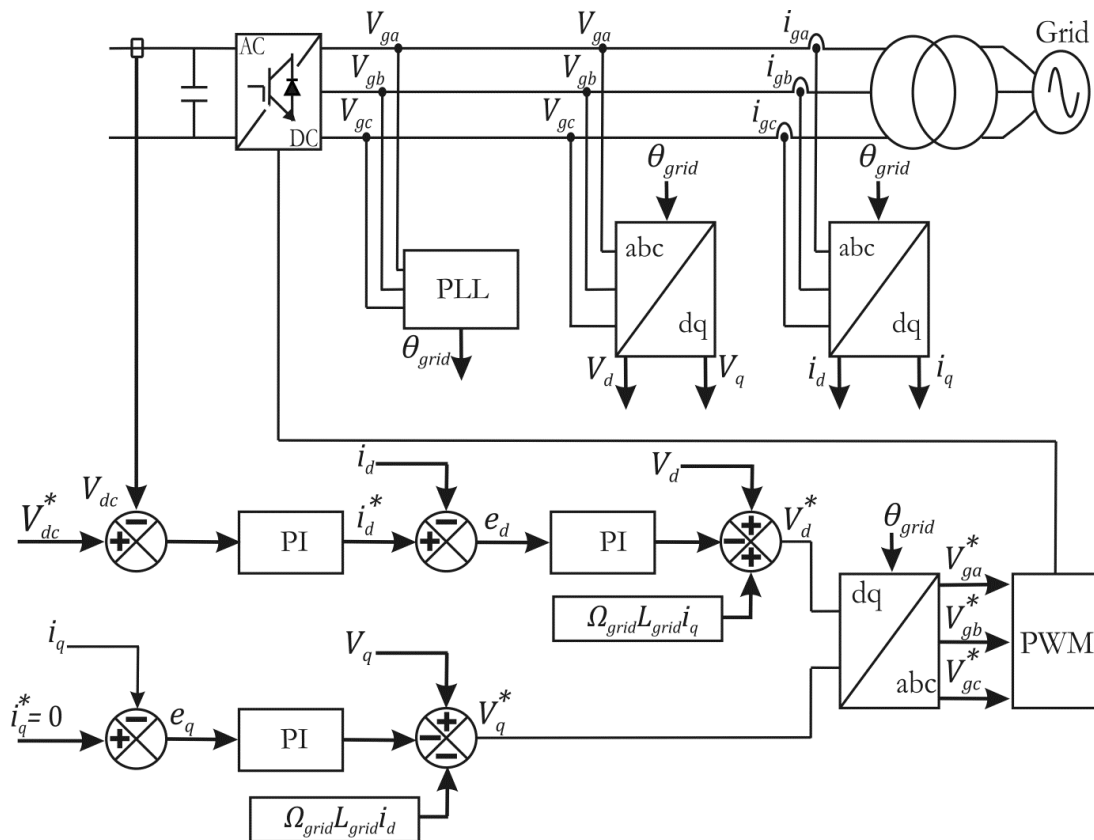 V_ga V_ga i_ga Grid
AC
V_gb V_gb i_gb
V_gc V_gc i_gc
DC
θ_grid θ_grid
abc abc
PLL
dq dq
θ_grid V_d V_q i_d i_q
i_d V_d
V_dc
V*_dc − i*_d − + V*_d θ_grid
+ PI + e_d PI − +
V*_ga
dq
Ω_grid L_grid i_q V*_gb
i_q V_q PWM
V*_gc
abc
i*_q = 0 − e_q + V*_q
+ PI − −
Ω_grid L_grid i_d